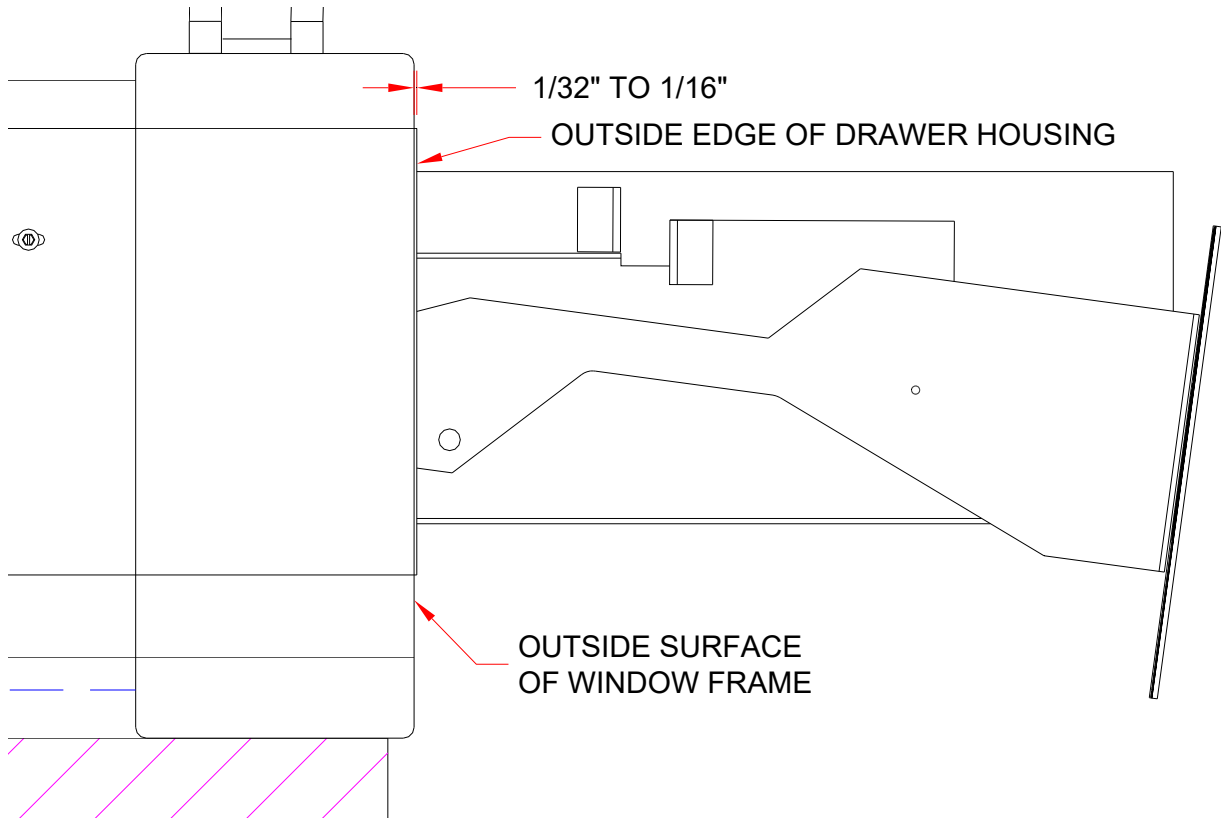 1/32" TO 1/16"
OUTSIDE EDGE OF DRAWER HOUSING
OUTSIDE SURFACE
OF WINDOW FRAME